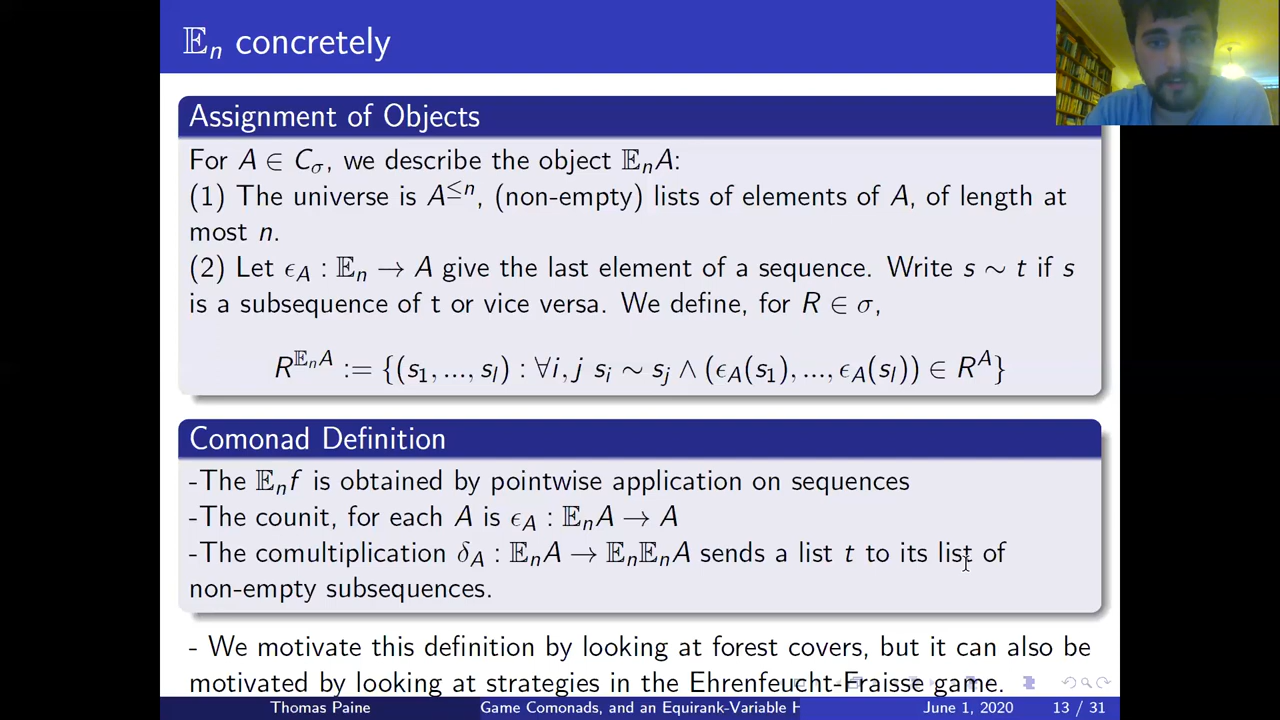 𝔼ₙ concretely
Assignment of Objects
For A ∈ C_σ, we describe the object 𝔼ₙA:
(1) The universe is A^{≤n}, (non-empty) lists of elements of A, of length at
most n.
(2) Let ϵ_A : 𝔼ₙ → A give the last element of a sequence. Write s ∼ t if s
is a subsequence of t or vice versa. We define, for R ∈ σ,
R^{𝔼ₙA} := {(s₁, ..., s_l) : ∀i, j s_i ∼ s_j ∧ (ϵ_A(s₁), ..., ϵ_A(s_l)) ∈ R^A}
Comonad Definition
-The 𝔼ₙf is obtained by pointwise application on sequences
-The counit, for each A is ϵ_A : 𝔼ₙA → A
-The comultiplication δ_A : 𝔼ₙA → 𝔼ₙ𝔼ₙA sends a list t to its list of
non-empty subsequences.
- We motivate this definition by looking at forest covers, but it can also be
motivated by looking at strategies in the Ehrenfeucht-Fraisse game.
Thomas Paine Game Comonads, and an Equirank-Variable H June 1, 2020 13 / 31